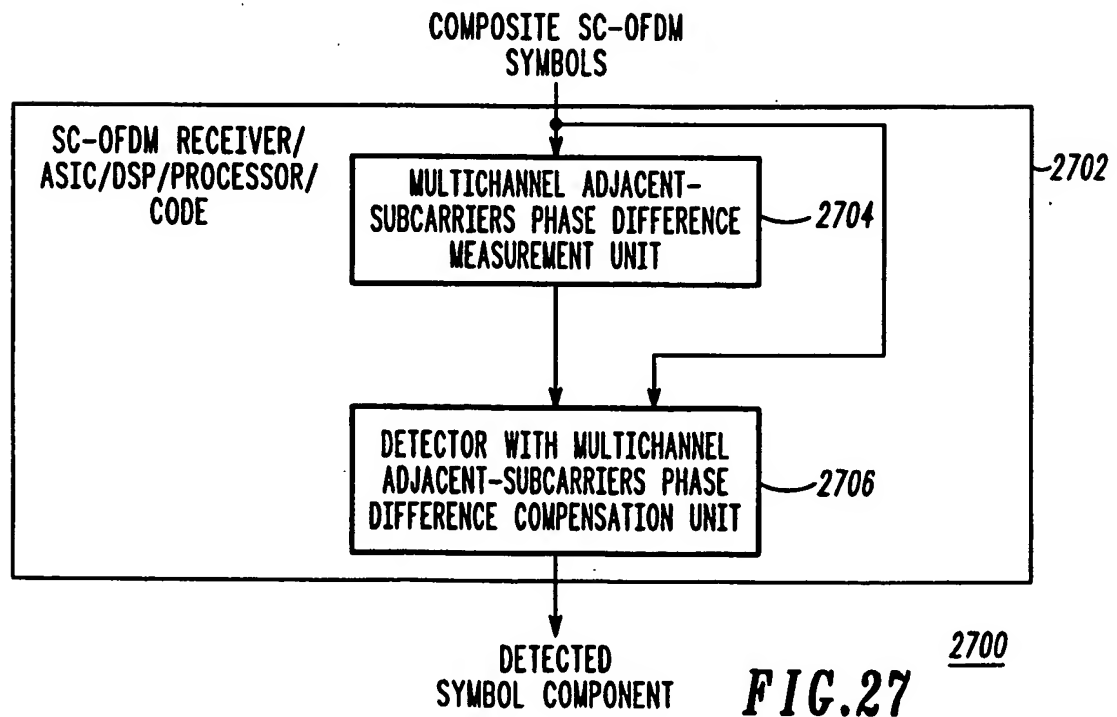 COMPOSITE SC-OFDM
SYMBOLS
SC-OFDM RECEIVER/
ASIC/DSP/PROCESSOR/
CODE
2702
MULTICHANNEL ADJACENT-
SUBCARRIERS PHASE DIFFERENCE
MEASUREMENT UNIT
2704
DETECTOR WITH MULTICHANNEL
ADJACENT-SUBCARRIERS PHASE
DIFFERENCE COMPENSATION UNIT
2706
DETECTED
SYMBOL COMPONENT
2700
FIG.27